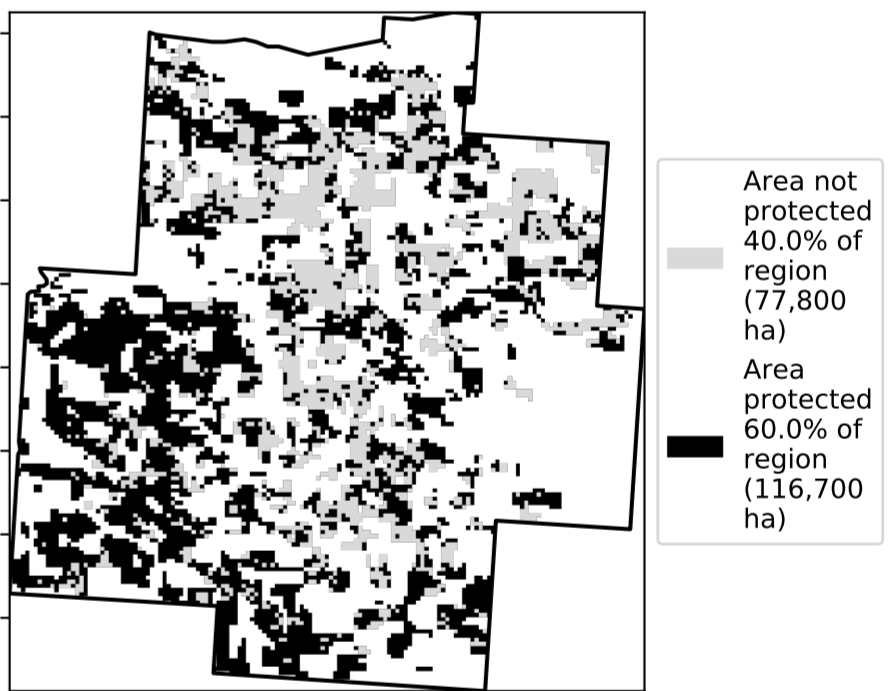 Area not
protected
40.0% of
region
(77,800
ha)
Area
protected
60.0% of
region
(116,700
ha)